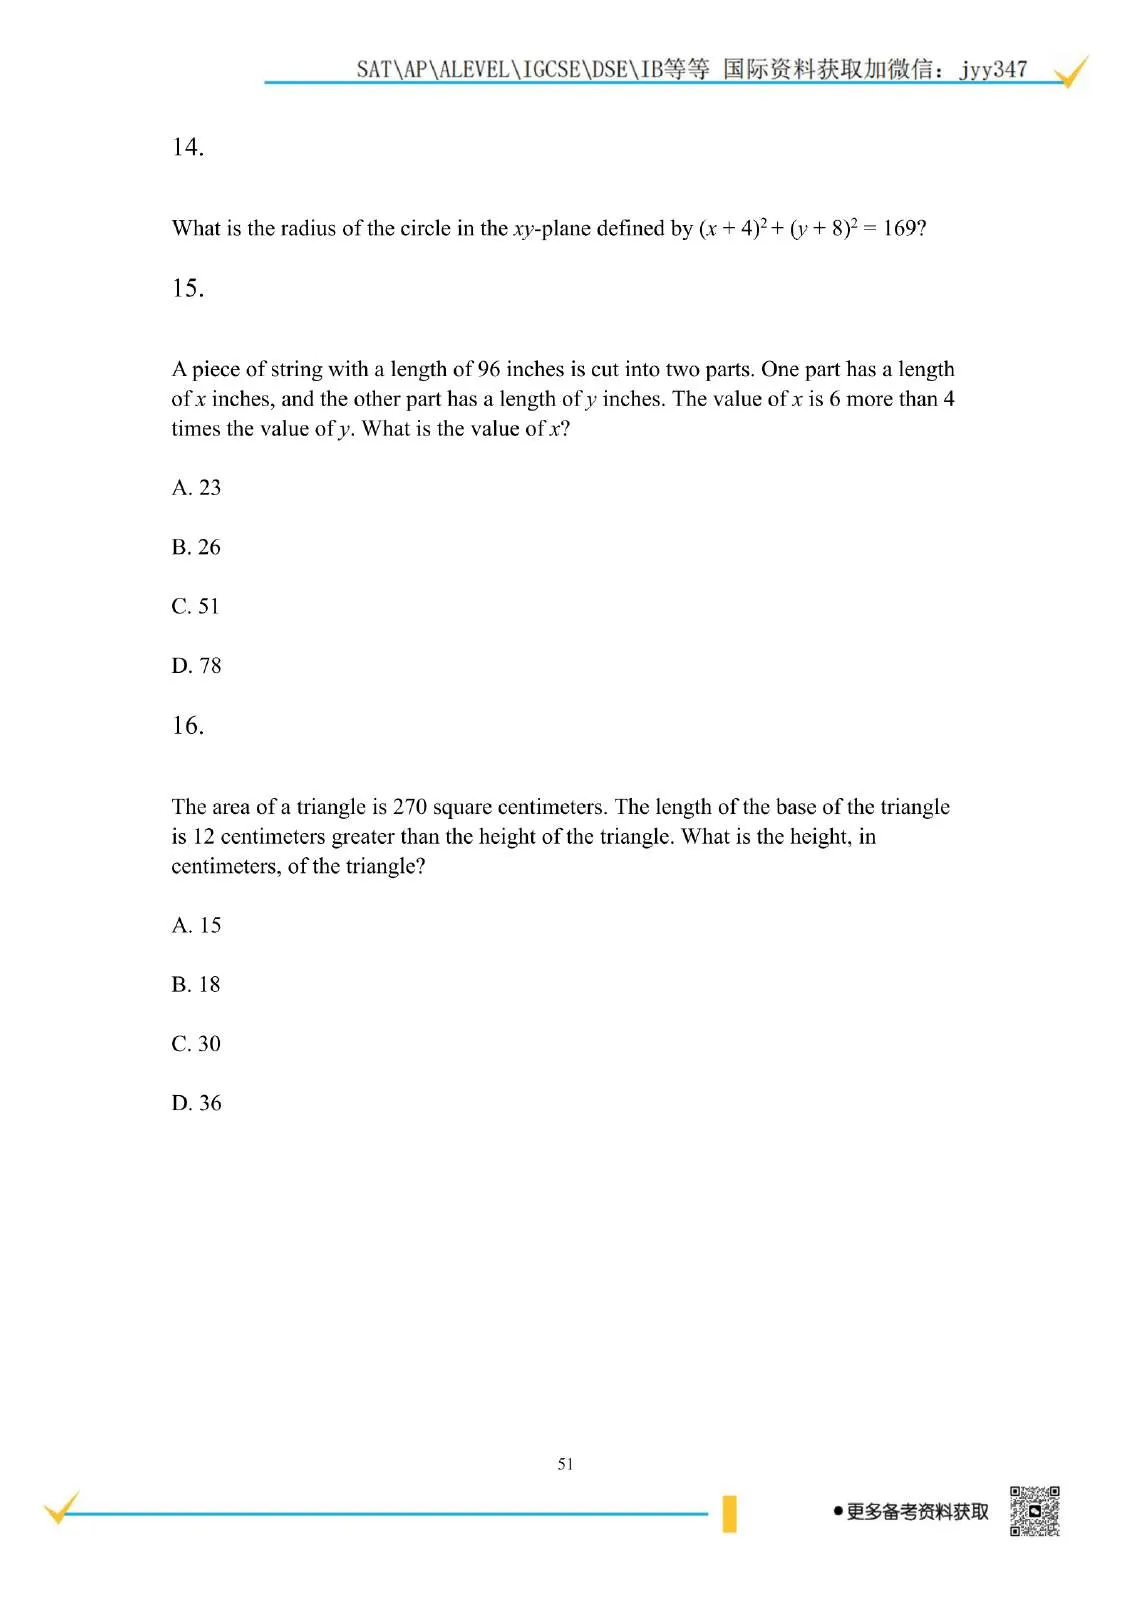 SAT\AP\ALEVEL\IGCSE\DSE\IB等等 国际资料获取加微信：jyy347
14.
What is the radius of the circle in the xy-plane defined by (x + 4)² + (y + 8)² = 169?
15.
A piece of string with a length of 96 inches is cut into two parts. One part has a length
of x inches, and the other part has a length of y inches. The value of x is 6 more than 4
times the value of y. What is the value of x?
A. 23
B. 26
C. 51
D. 78
16.
The area of a triangle is 270 square centimeters. The length of the base of the triangle
is 12 centimeters greater than the height of the triangle. What is the height, in
centimeters, of the triangle?
A. 15
B. 18
C. 30
D. 36
51
●更多备考资料获取